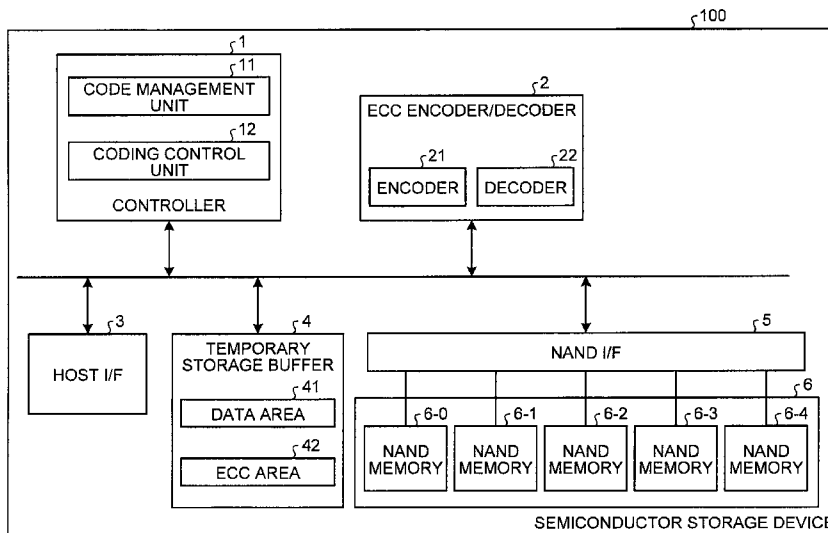 100
1
11
CODE MANAGEMENT
UNIT
12
CODING CONTROL
UNIT
CONTROLLER
2
ECC ENCODER/DECODER
21
ENCODER
22
DECODER
3
HOST I/F
4
TEMPORARY
STORAGE BUFFER
41
DATA AREA
42
ECC AREA
5
NAND I/F
6
6-0
NAND
MEMORY
6-1
NAND
MEMORY
6-2
NAND
MEMORY
6-3
NAND
MEMORY
6-4
NAND
MEMORY
SEMICONDUCTOR STORAGE DEVICE